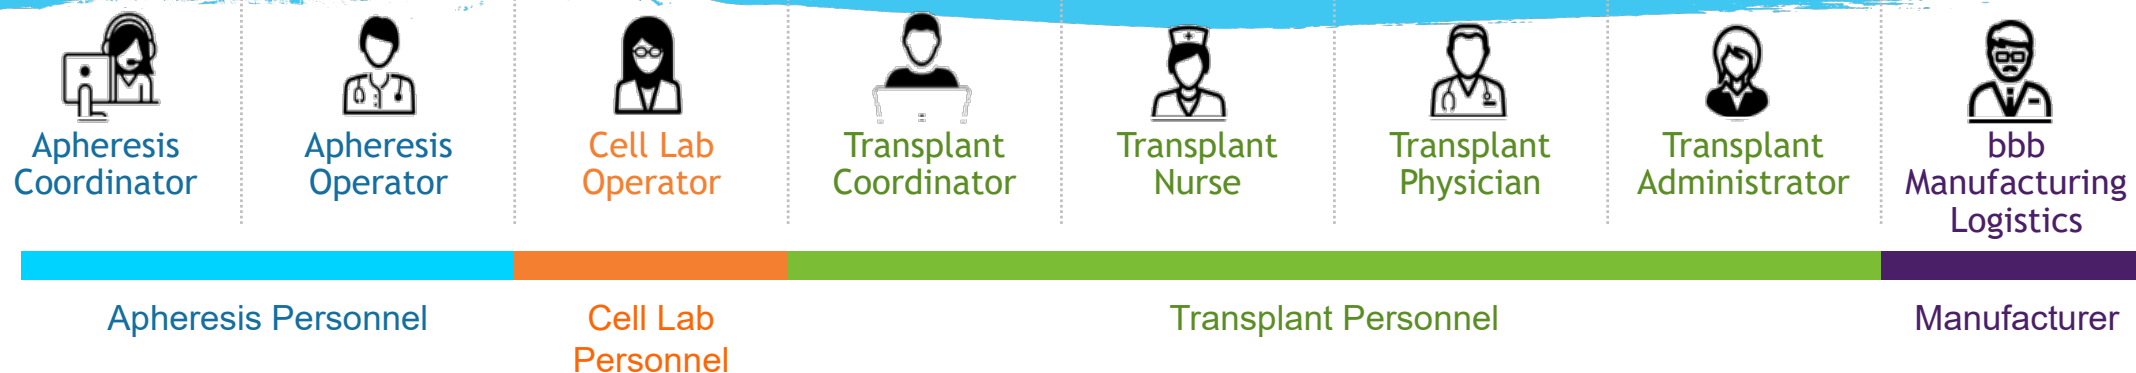 Apheresis
Coordinator
Apheresis
Operator
Cell Lab
Operator
Transplant
Coordinator
Transplant
Nurse
Transplant
Physician
Transplant
Administrator
bbb
Manufacturing
Logistics
Apheresis Personnel
Cell Lab
Personnel
Transplant Personnel
Manufacturer